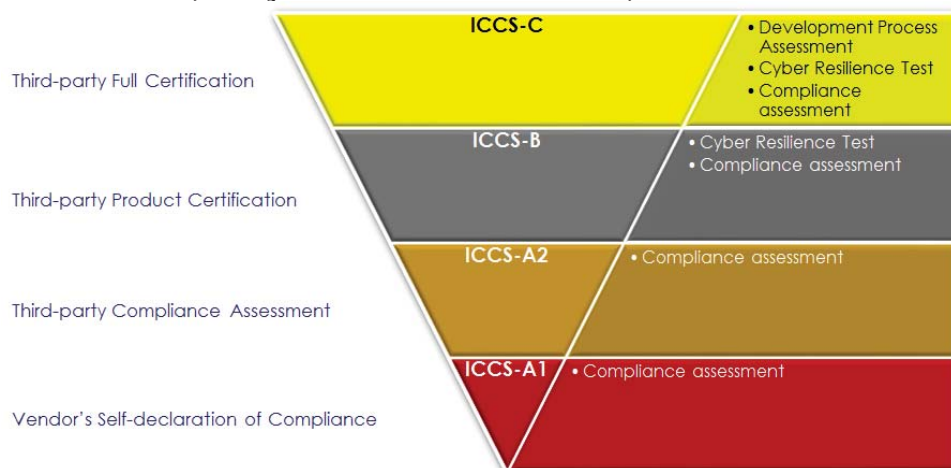 ICCS-C
• Development Process
Assessment
• Cyber Resilience Test
• Compliance
assessment
Third-party Full Certification
ICCS-B
• Cyber Resilience Test
• Compliance assessment
Third-party Product Certification
ICCS-A2
• Compliance assessment
Third-party Compliance Assessment
ICCS-A1
• Compliance assessment
Vendor's Self-declaration of Compliance